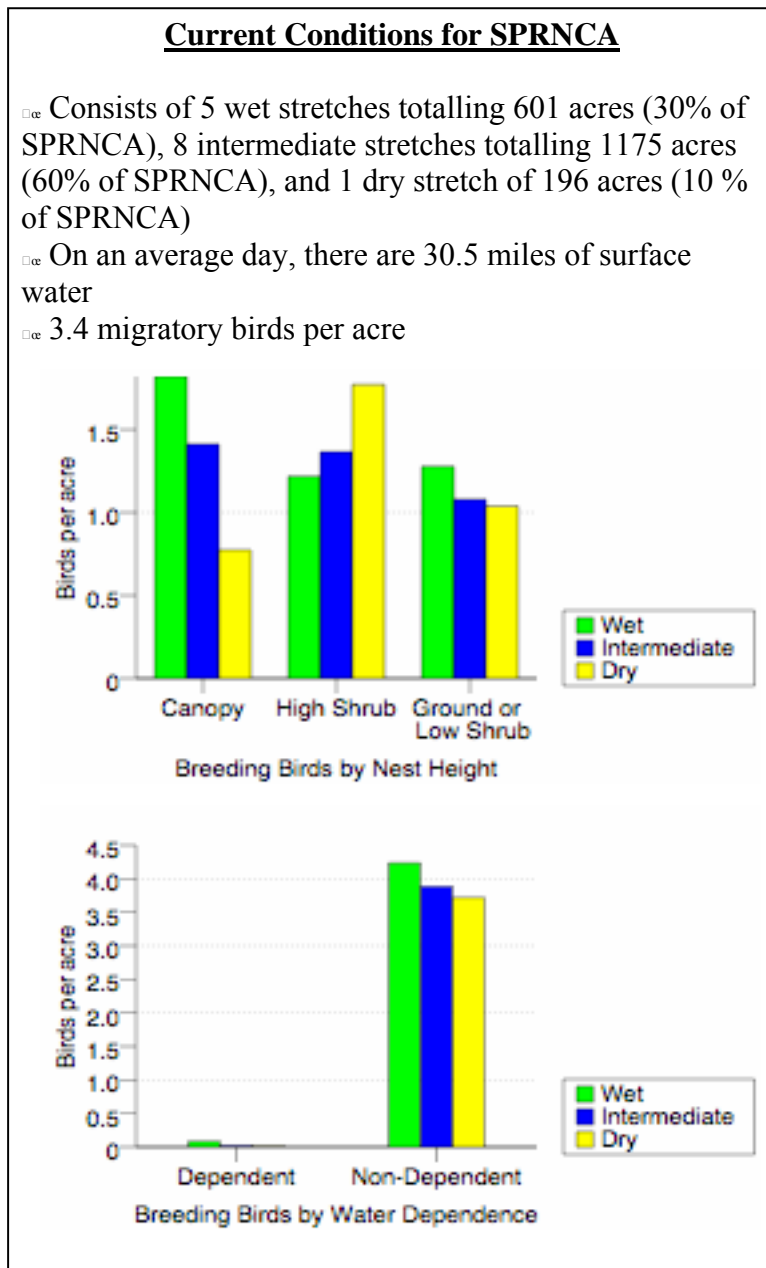 Current Conditions for SPRNCA
□œ Consists of 5 wet stretches totalling 601 acres (30% of
SPRNCA), 8 intermediate stretches totalling 1175 acres
(60% of SPRNCA), and 1 dry stretch of 196 acres (10 %
of SPRNCA)
□œ On an average day, there are 30.5 miles of surface
water
□œ 3.4 migratory birds per acre
1.5
1.0
0.5
0
Birds per acre
Canopy High Shrub Ground or
Low Shrub
Breeding Birds by Nest Height
Wet
Intermediate
Dry
4.5
4.0
3.5
3.0
2.5
2.0
1.5
1.0
0.5
0
Birds per acre
Dependent Non-Dependent
Breeding Birds by Water Dependence
Wet
Intermediate
Dry